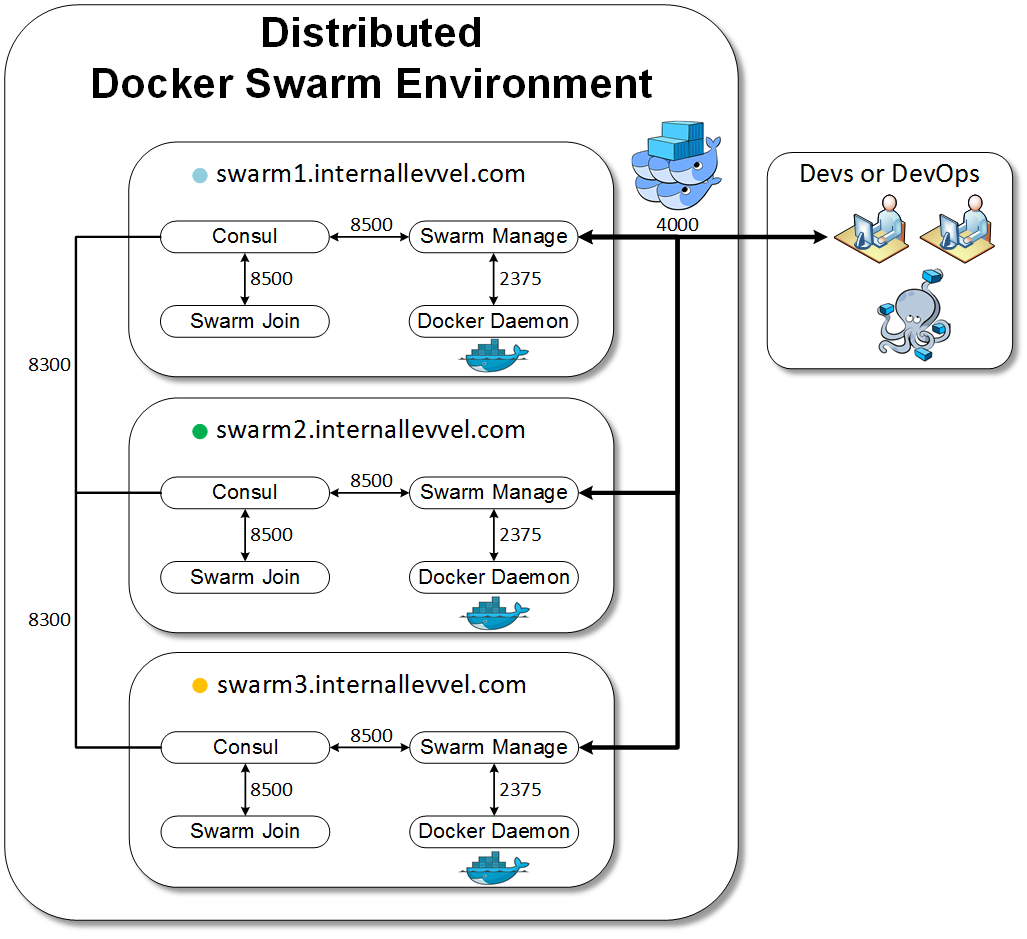 Distributed
Docker Swarm Environment
swarm1.internallevvel.com
Devs or DevOps
4000
Consul
8500
Swarm Manage
8500
2375
Swarm Join
Docker Daemon
8300
swarm2.internallevvel.com
Consul
8500
Swarm Manage
8500
2375
Swarm Join
Docker Daemon
8300
swarm3.internallevvel.com
Consul
8500
Swarm Manage
8500
2375
Swarm Join
Docker Daemon